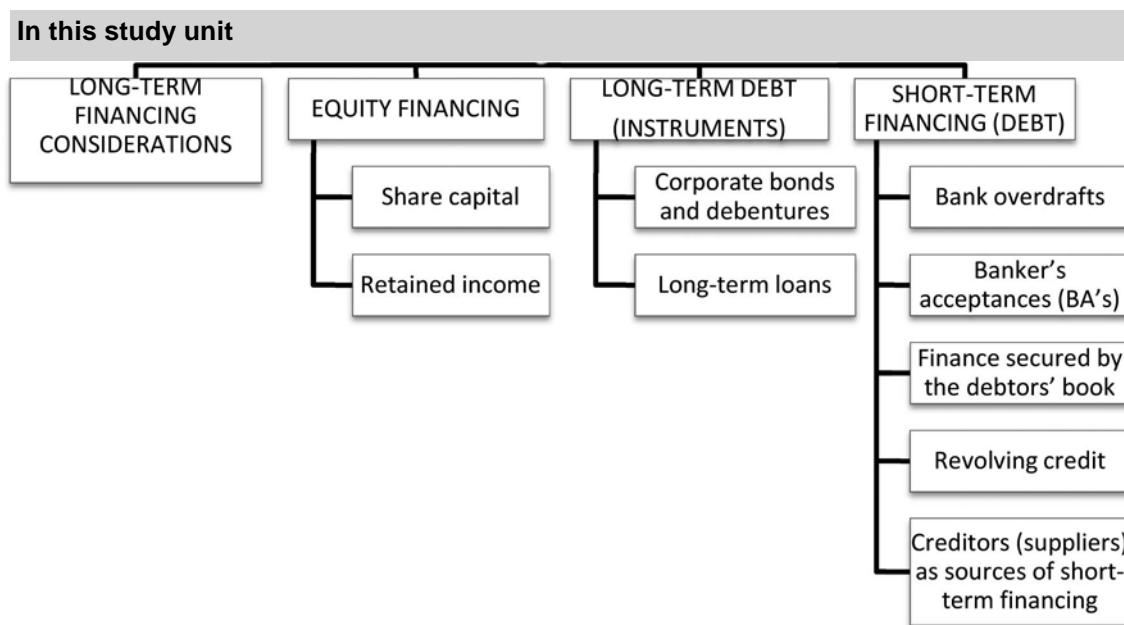 In this study unit
LONG-TERM
FINANCING
CONSIDERATIONS
EQUITY FINANCING
Share capital
Retained income
LONG-TERM DEBT
(INSTRUMENTS)
Corporate bonds
and debentures
Long-term loans
SHORT-TERM
FINANCING (DEBT)
Bank overdrafts
Banker’s
acceptances (BA’s)
Finance secured by
the debtors’ book
Revolving credit
Creditors (suppliers)
as sources of short-
term financing